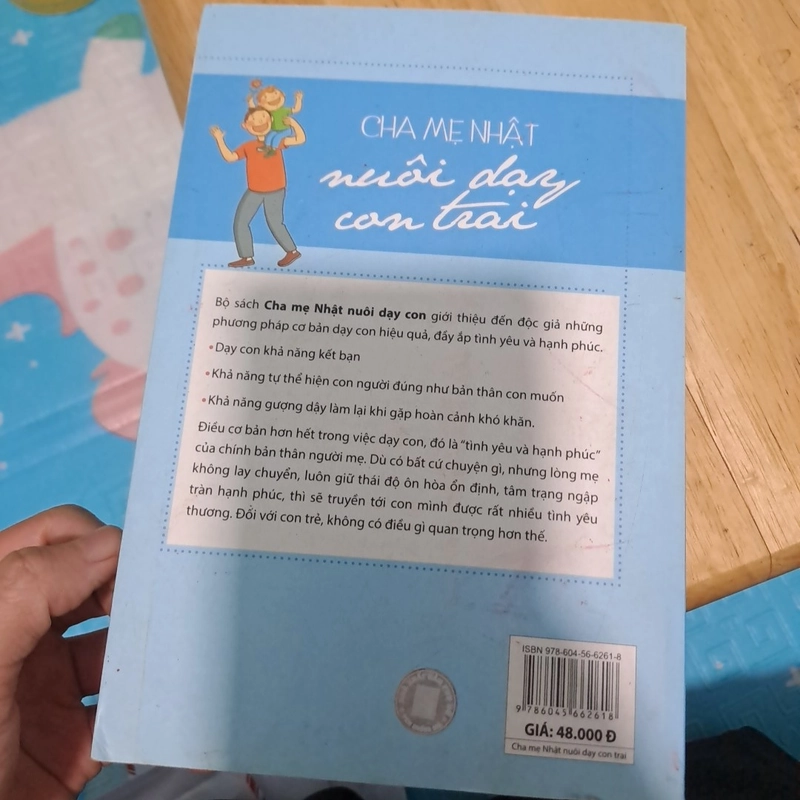 CHA MẸ NHẬT
nuôi dạy
con trai
Bộ sách Cha mẹ Nhật nuôi dạy con giới thiệu đến độc giả những
phương pháp cơ bản dạy con hiệu quả, đầy ắp tình yêu và hạnh phúc.
•Dạy con khả năng kết bạn
•Khả năng tự thể hiện con người đúng như bản thân con muốn
•Khả năng gượng dậy làm lại khi gặp hoàn cảnh khó khăn.
Điều cơ bản hơn hết trong việc dạy con, đó là "tình yêu và hạnh phúc"
của chính bản thân người mẹ. Dù có bất cứ chuyện gì, nhưng lòng mẹ
không lay chuyển, luôn giữ thái độ ôn hòa ổn định, tâm trạng ngập
tràn hạnh phúc, thì sẽ truyền tới con mình được rất nhiều tình yêu
thương. Đối với con trẻ, không có điều gì quan trọng hơn thế.
ISBN 978-604-56-6261-8
9 786045 662618
GIÁ: 48.000 Đ
Cha mẹ Nhật nuôi dạy con trai